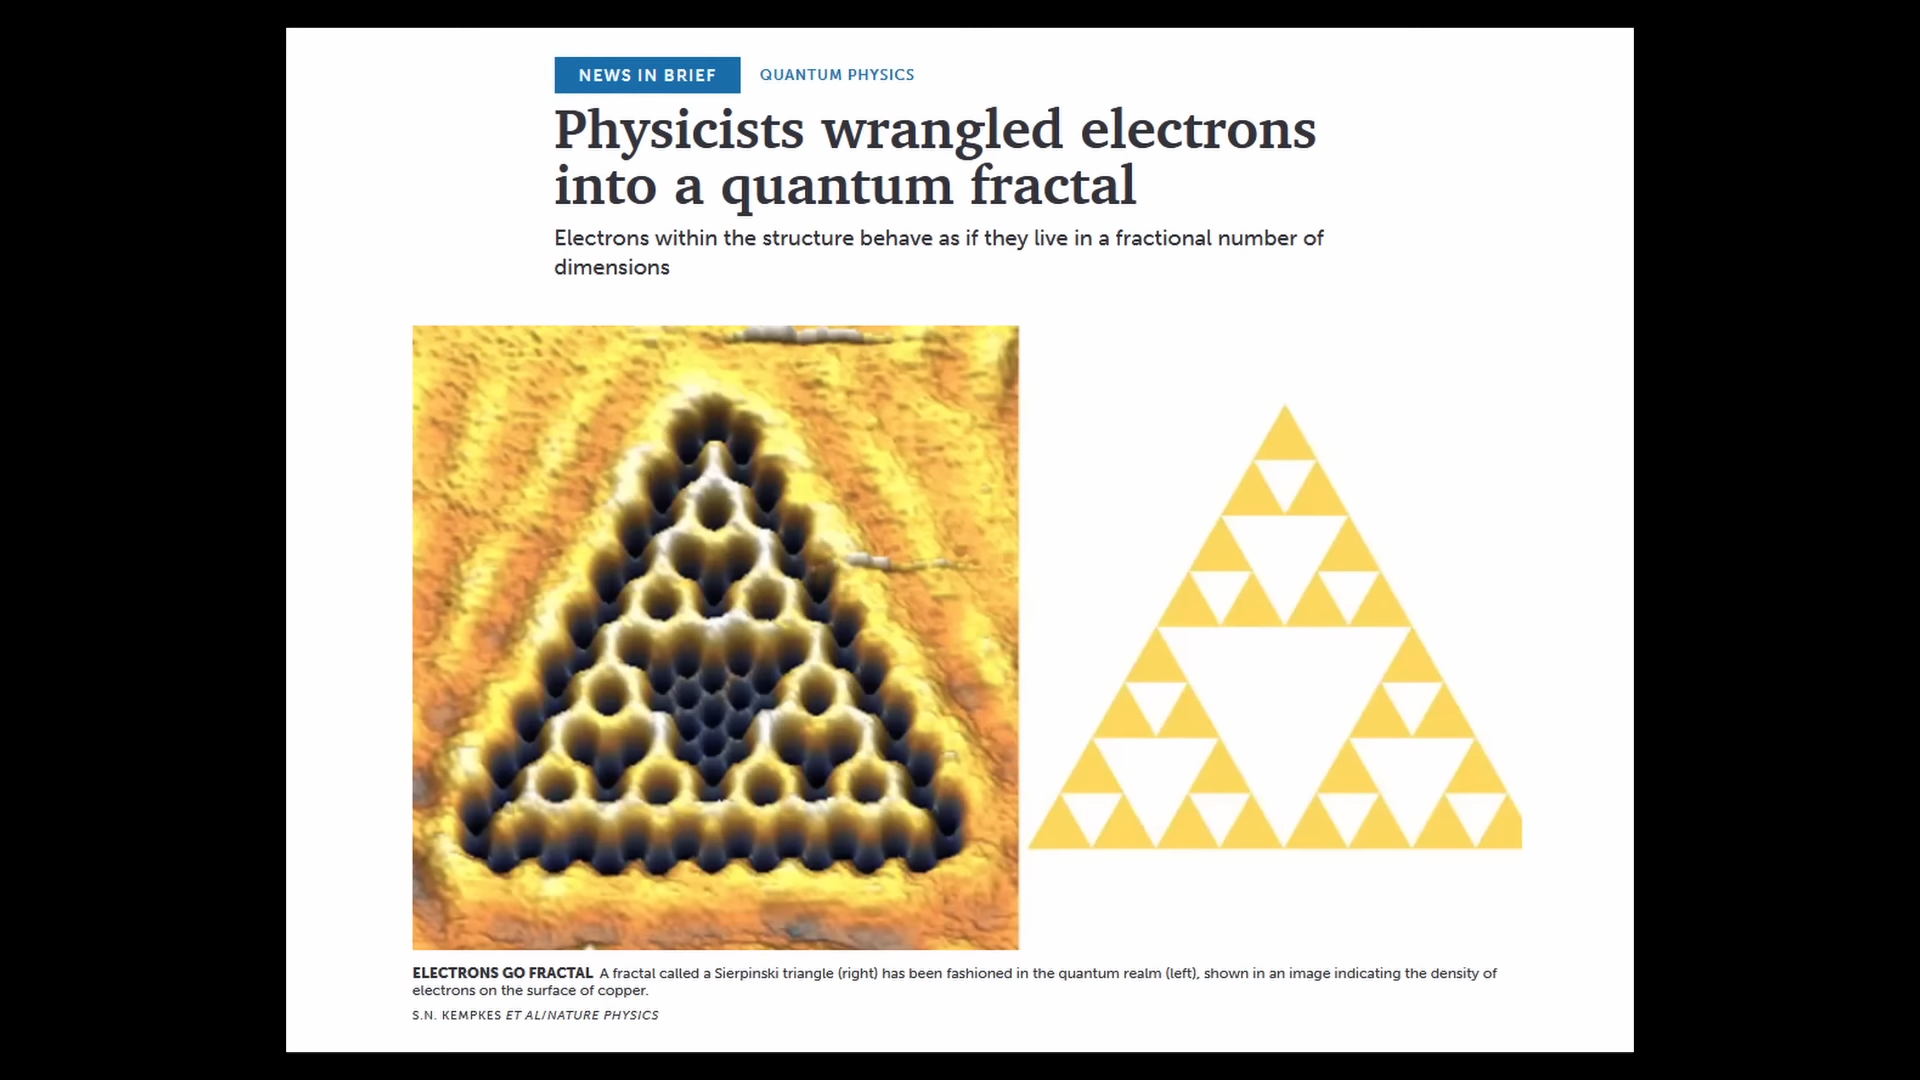 NEWS IN BRIEF QUANTUM PHYSICS
Physicists wrangled electrons
into a quantum fractal
Electrons within the structure behave as if they live in a fractional number of
dimensions
ELECTRONS GO FRACTAL A fractal called a Sierpinski triangle (right) has been fashioned in the quantum realm (left), shown in an image indicating the density of
electrons on the surface of copper.
S.N. KEMPKES ET AL/NATURE PHYSICS